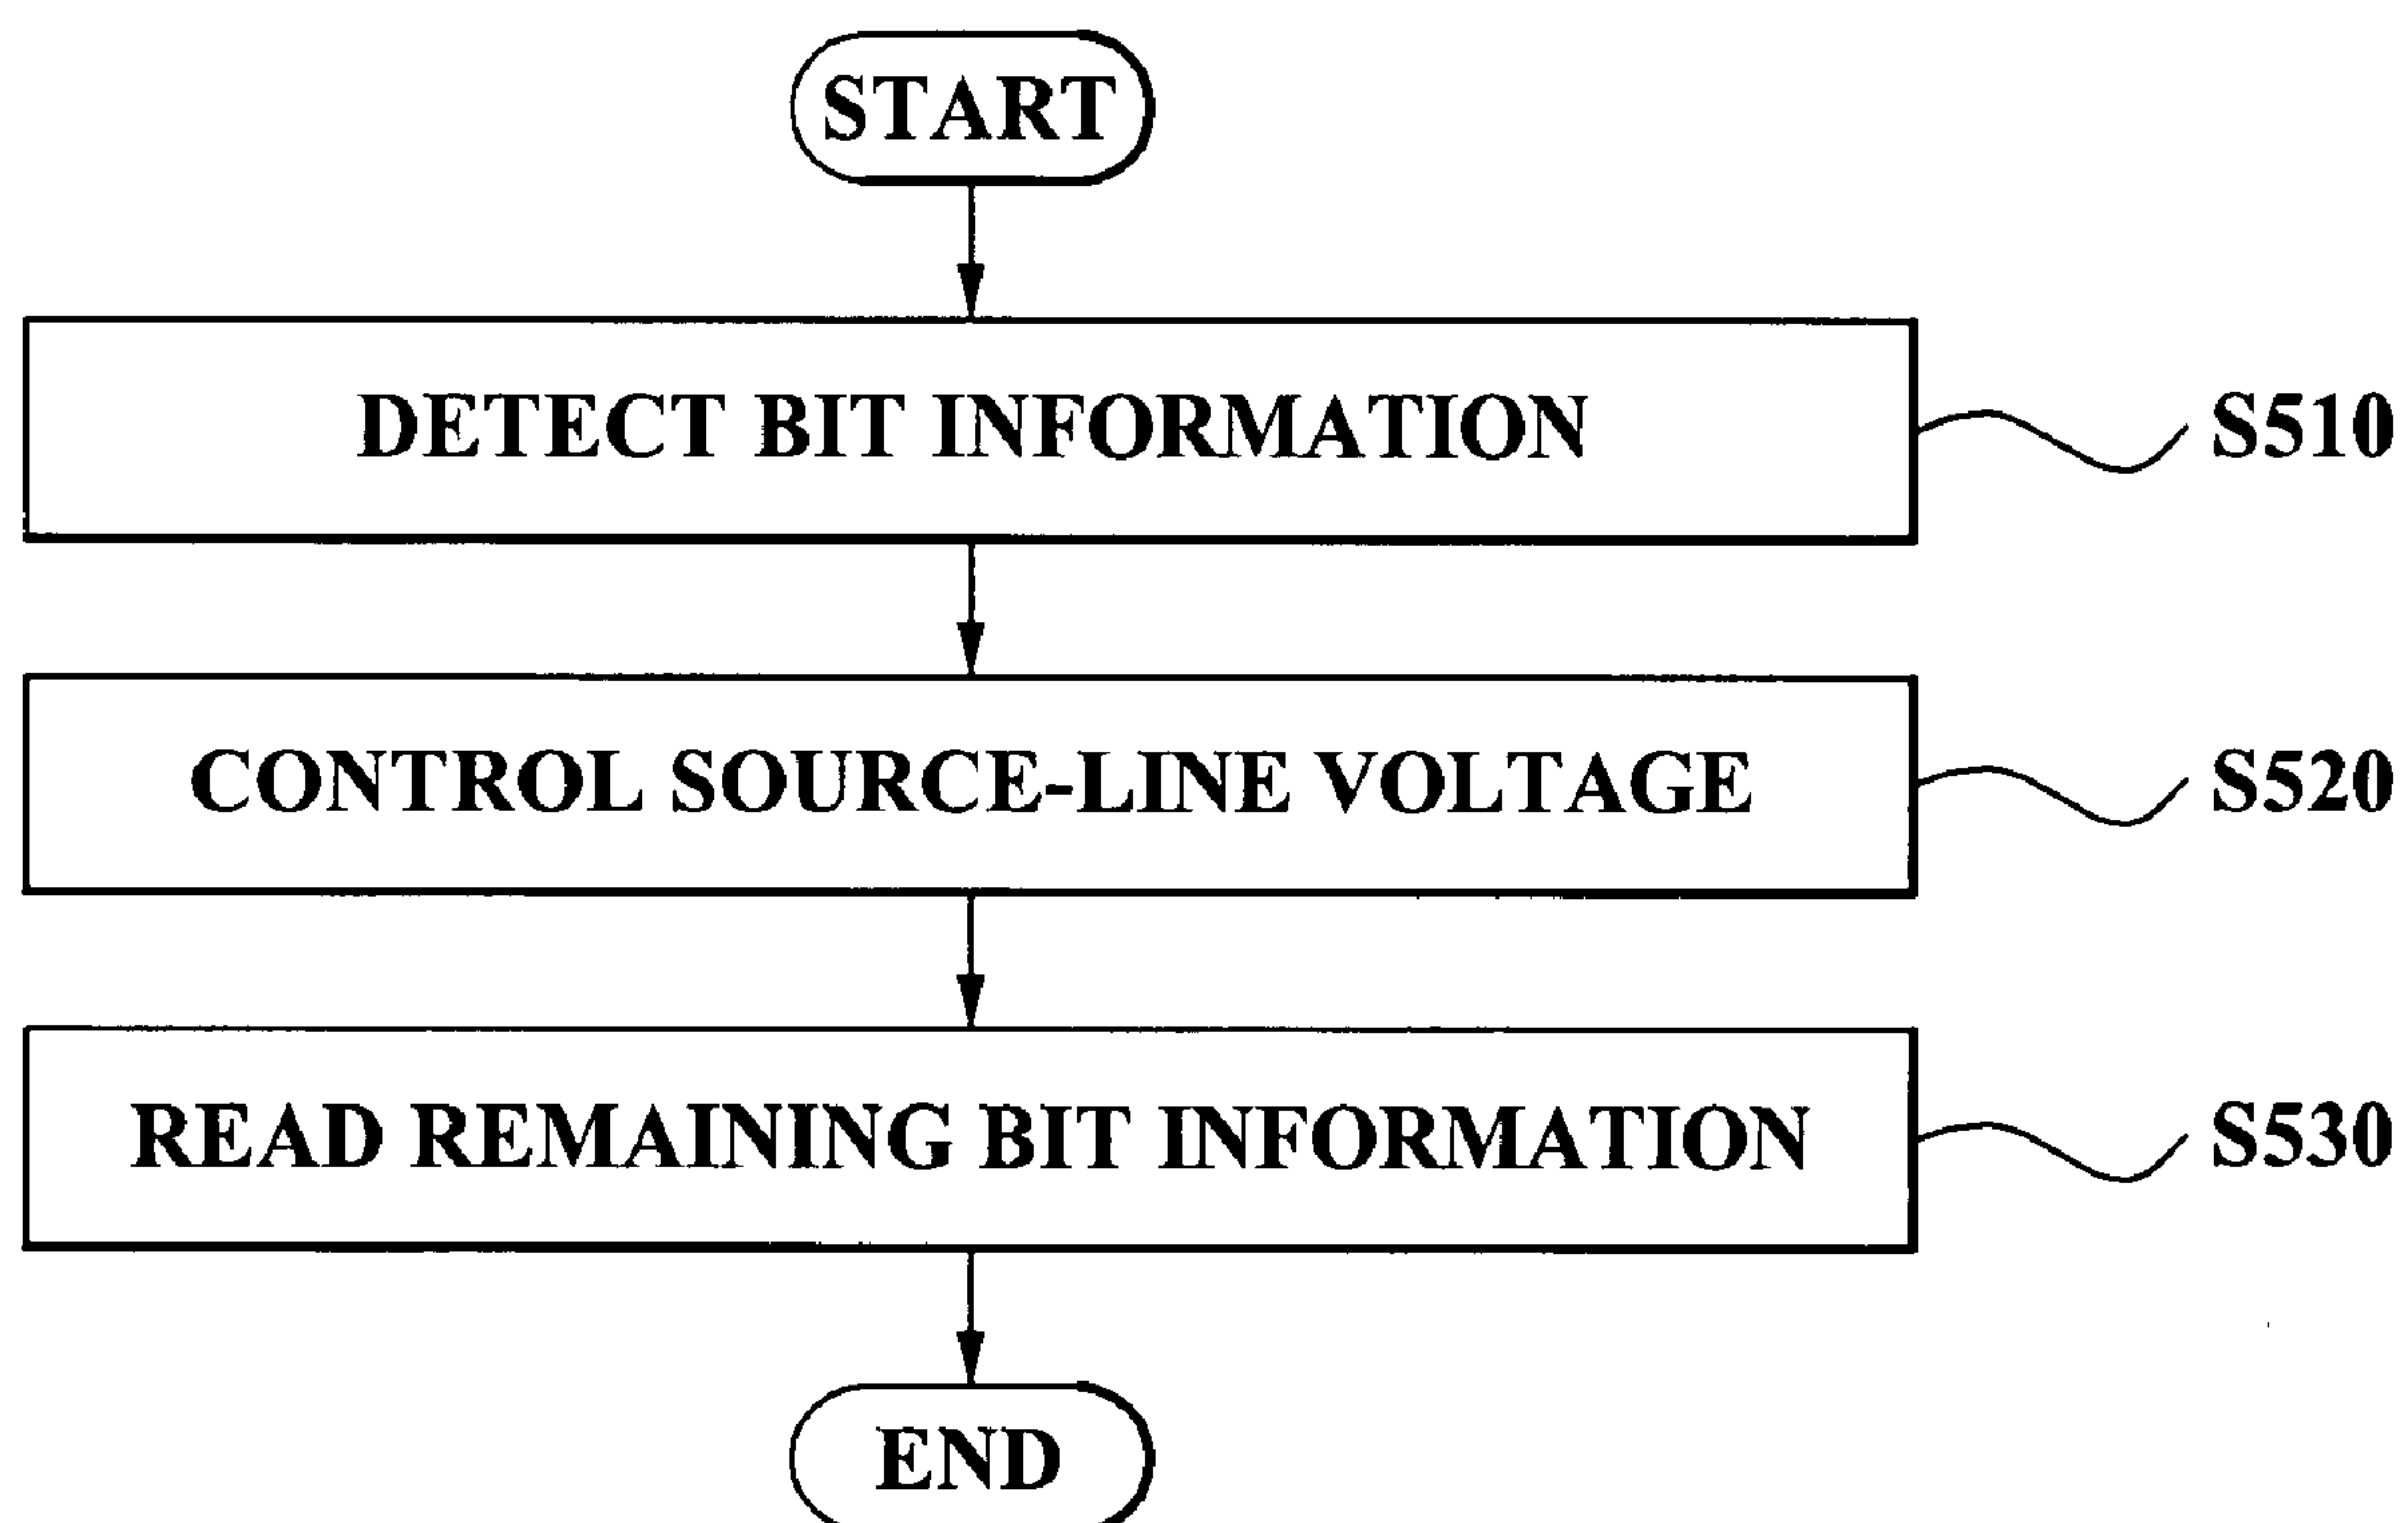 START
DETECT BIT INFORMATION
S510
CONTROL SOURCE-LINE VOLTAGE
S520
READ REMAINING BIT INFORMATION
S530
END